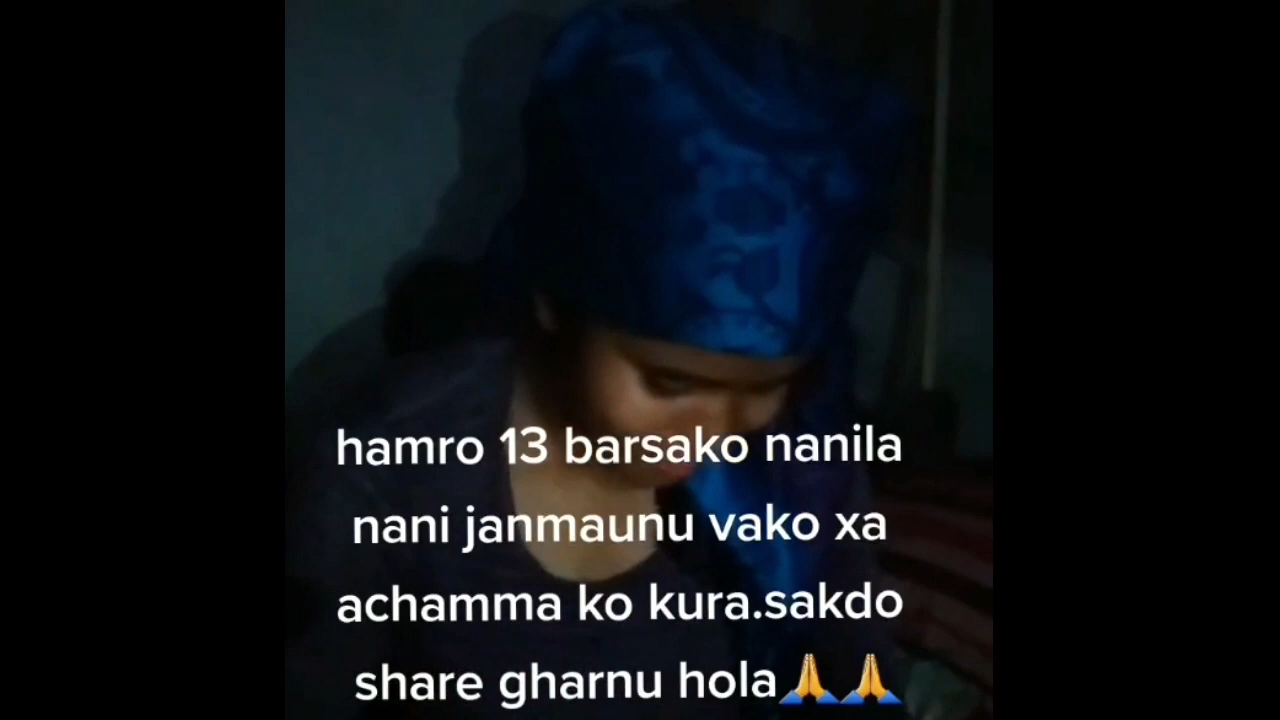 hamro 13 barsako nanila
nani janmaunu vako xa
achamma ko kura.sakdo
share gharnu hola🙏🙏